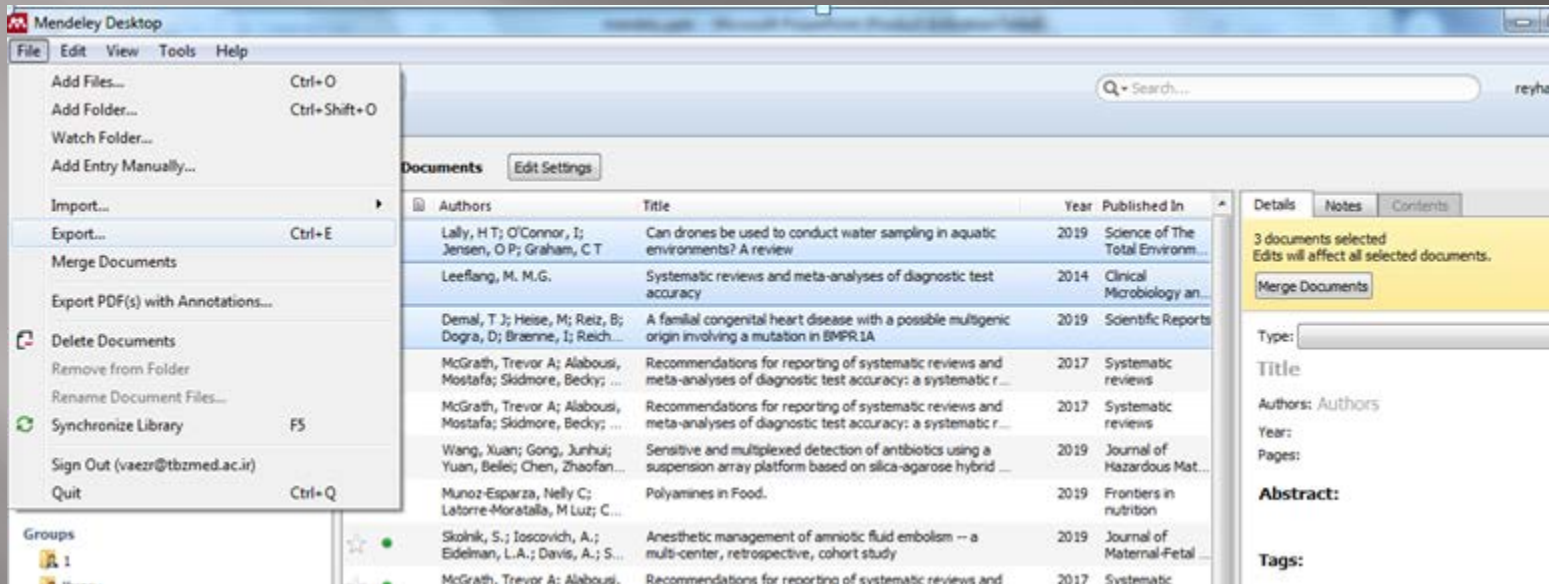 Mendeley Desktop
File Edit View Tools Help
Add Files... Ctrl+O
Add Folder... Ctrl+Shift+O
Watch Folder...
Add Entry Manually...
Import...
Export... Ctrl+E
Merge Documents
Export PDF(s) with Annotations...
Delete Documents
Remove from Folder
Rename Document Files...
Synchronize Library F5
Sign Out (vaezr@tbzmed.ac.ir)
Quit Ctrl+Q
Groups
1
Search...
reyha
Documents Edit Settings
Authors Title Year Published In
Lally, H T; O'Connor, I; Can drones be used to conduct water sampling in aquatic 2019 Science of The
Jensen, O P; Graham, C T environments? A review Total Environm...
Leeflang, M. M.G. Systematic reviews and meta-analyses of diagnostic test 2014 Clinical
accuracy Microbiology an...
Demal, T J; Heise, M; Reiz, B; A familial congenital heart disease with a possible multigenic 2019 Scientific Reports
Dogra, D; Braenne, I; Reich... origin involving a mutation in BMPR1A
McGrath, Trevor A; Alabousi, Recommendations for reporting of systematic reviews and 2017 Systematic
Mostafa; Skidmore, Becky; ... meta-analyses of diagnostic test accuracy: a systematic r... reviews
McGrath, Trevor A; Alabousi, Recommendations for reporting of systematic reviews and 2017 Systematic
Mostafa; Skidmore, Becky; ... meta-analyses of diagnostic test accuracy: a systematic r... reviews
Wang, Xuan; Gong, Junhui; Sensitive and multiplexed detection of antibiotics using a 2019 Journal of
Yuan, Beilei; Chen, Zhaofan... suspension array platform based on silica-agarose hybrid ... Hazardous Mat...
Munoz-Esparza, Nelly C; Polyamines in Food. 2019 Frontiers in
Latorre-Moratalla, M Luz; C... nutrition
Skolnik, S.; Ioscovich, A.; Anesthetic management of amniotic fluid embolism -- a 2019 Journal of
Eidelman, L.A.; Davis, A.; S... multi-center, retrospective, cohort study Maternal-Fetal ...
McGrath, Trevor A; Alabousi, Recommendations for reporting of systematic reviews and 2017 Systematic
Details Notes Contents
3 documents selected
Edits will affect all selected documents.
Merge Documents
Type:
Title
Authors: Authors
Year:
Pages:
Abstract:
Tags: